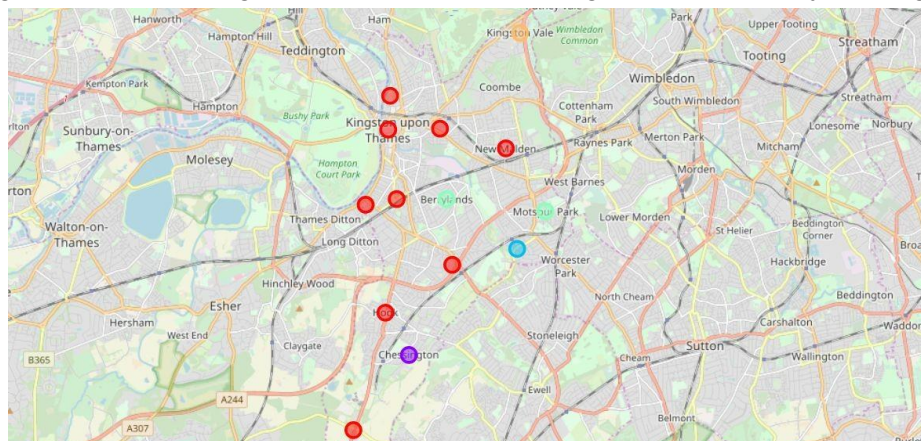 Hanworth
Ham
Kingston Vale
Wimbledon
Common
Park
Upper Tooting
Hampton Hill
Teddington
Tooting
Streatham
Kempton Park
Coombe
Wimbledon
Hampton
Bushy Park
Cottenham
Park
South Wimbledon
Streatham
Sunbury-on-
Thames
Kingston upon
Thames
Lonesome
Norbury
Raynes Park
Merton Park
Mitcham
Molesey
Hampton
Court Park
New Malden
Morden
West Barnes
Berrylands
Walton-on-
Thames
Thames Ditton
Motspur Park
Lower Morden
Beddington
Corner
St Helier
Long Ditton
Worcester
Park
Hackbridge
Hinchley Wood
North Cheam
Beddington
Esher
Hook
Hersham
West End
Stoneleigh
Carshalton
Waddo
Claygate
Sutton
B365
Chessington
Cheam
Wallington
Ewell
A244
Belmont
A307